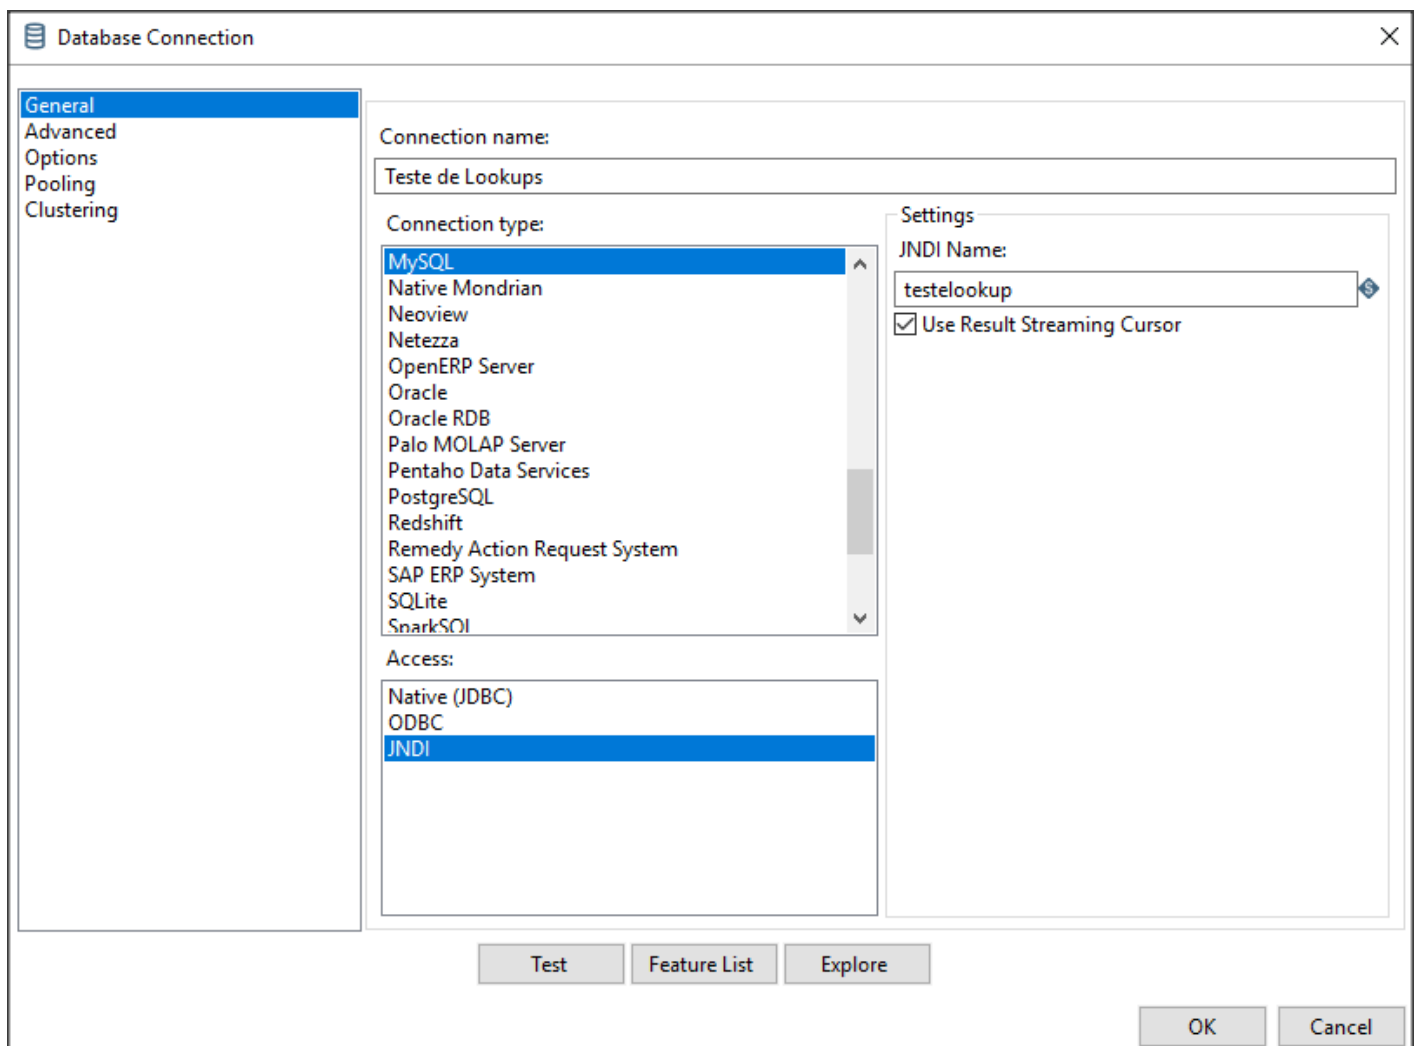 Database Connection
General
Advanced
Options
Pooling
Clustering
Connection name:
Teste de Lookups
Connection type:
MySQL
Native Mondrian
Neoview
Netezza
OpenERP Server
Oracle
Oracle RDB
Palo MOLAP Server
Pentaho Data Services
PostgreSQL
Redshift
Remedy Action Request System
SAP ERP System
SQLite
SparkSQL
Access:
Native (JDBC)
ODBC
JNDI
Settings
JNDI Name:
testelookup
S
Use Result Streaming Cursor
Test
Feature List
Explore
OK
Cancel